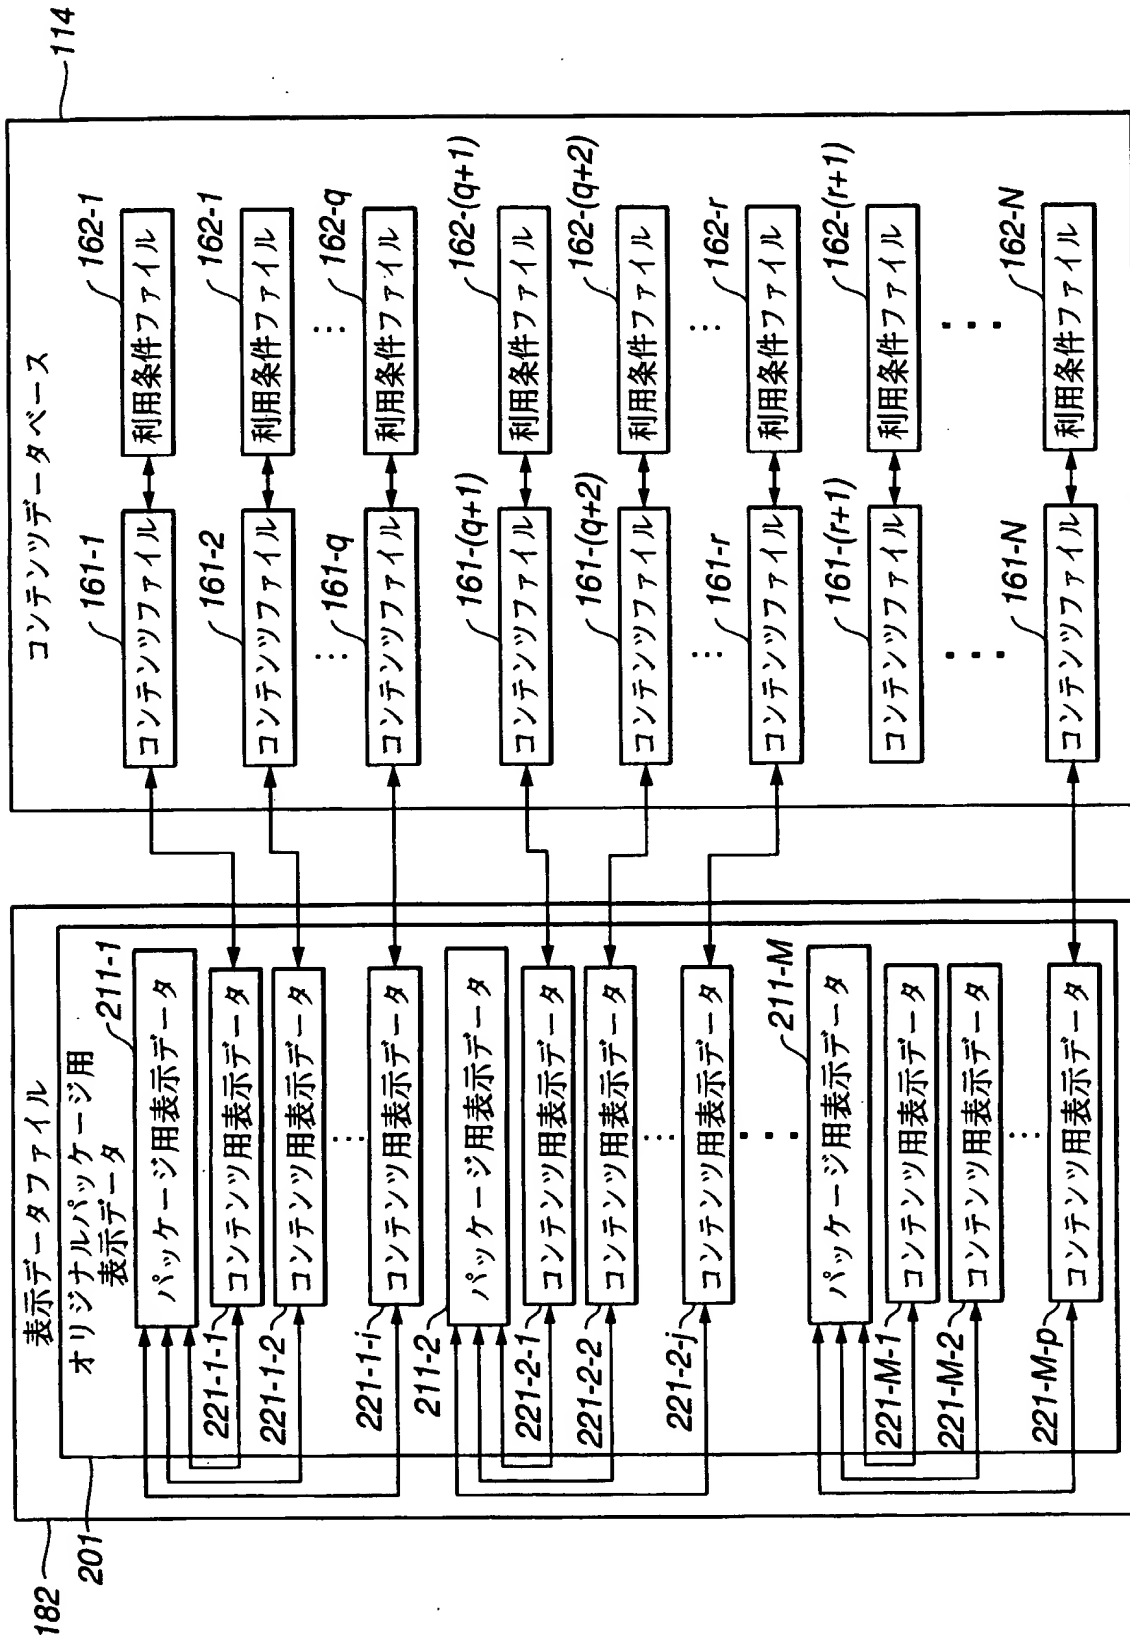 182
表示データファイル
201
オリジナルパッケージ用
表示データ
211-1
パッケージ用表示データ
221-1-1
コンテンツ用表示データ
221-1-2
コンテンツ用表示データ
...
221-1-i
コンテンツ用表示データ
211-2
パッケージ用表示データ
221-2-1
コンテンツ用表示データ
221-2-2
コンテンツ用表示データ
...
221-2-j
コンテンツ用表示データ
...
211-M
パッケージ用表示データ
221-M-1
コンテンツ用表示データ
221-M-2
コンテンツ用表示データ
...
221-M-p
コンテンツ用表示データ
114
コンテンツデータベース
161-1
コンテンツファイル
162-1
利用条件ファイル
161-2
コンテンツファイル
162-1
利用条件ファイル
...
...
161-q
コンテンツファイル
162-q
利用条件ファイル
161-(q+1)
コンテンツファイル
162-(q+1)
利用条件ファイル
161-(q+2)
コンテンツファイル
162-(q+2)
利用条件ファイル
...
...
161-r
コンテンツファイル
162-r
利用条件ファイル
161-(r+1)
コンテンツファイル
162-(r+1)
利用条件ファイル
...
...
161-N
コンテンツファイル
162-N
利用条件ファイル